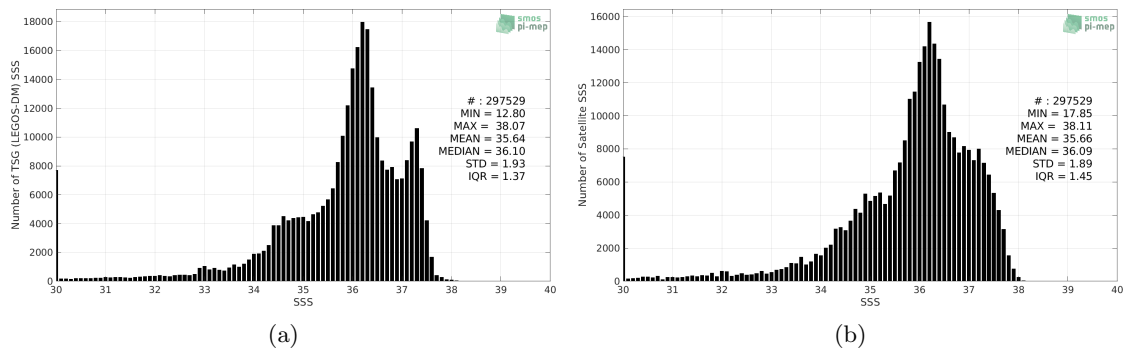 18000
16000
14000
12000
10000
8000
6000
4000
2000
0
30
31
32
33
34
35
36
37
38
39
40
SSS
Number of TSG (LEGOS-DM) SSS
smos
pi-mep
# : 297529
MIN = 12.80
MAX = 38.07
MEAN = 35.64
MEDIAN = 36.10
STD = 1.93
IQR = 1.37
(a)
16000
14000
12000
10000
8000
6000
4000
2000
0
30
31
32
33
34
35
36
37
38
39
40
SSS
Number of Satellite SSS
smos
pi-mep
# : 297529
MIN = 17.85
MAX = 38.11
MEAN = 35.66
MEDIAN = 36.09
STD = 1.89
IQR = 1.45
(b)